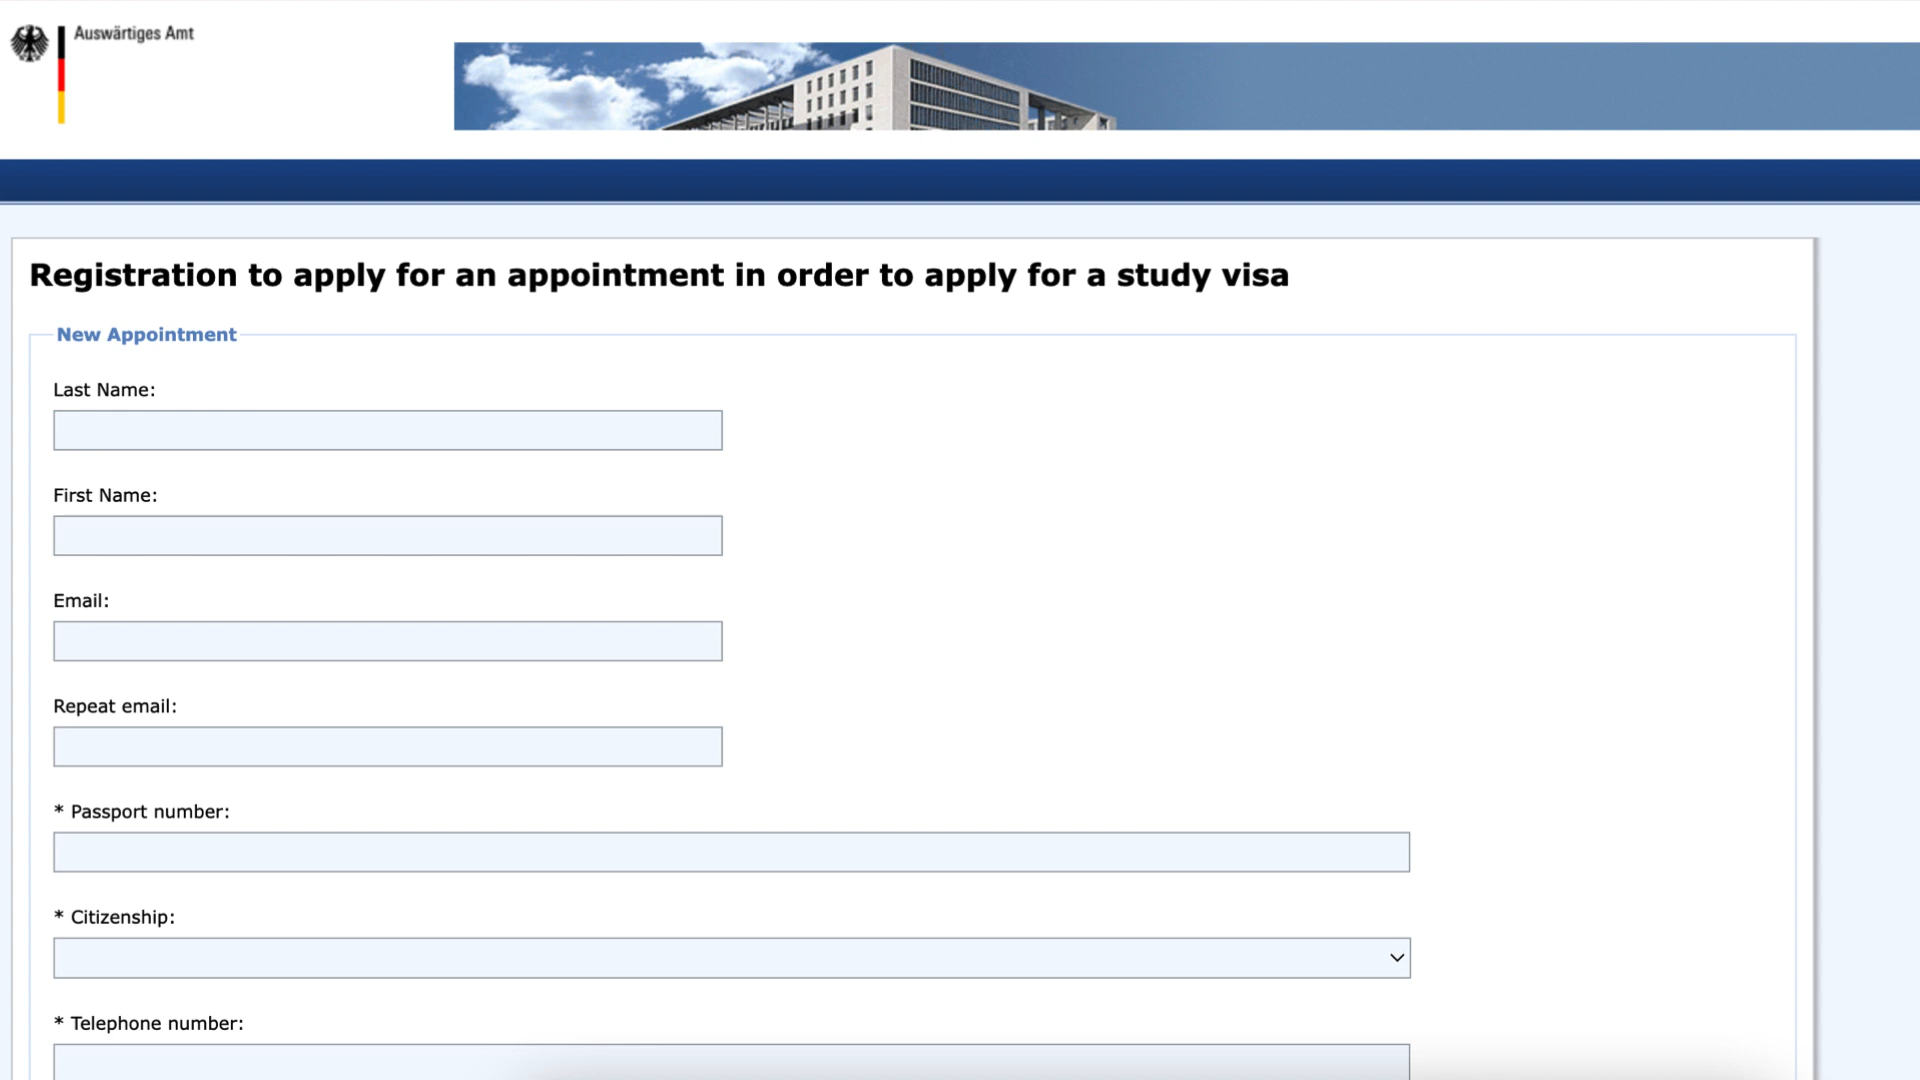 Auswärtiges Amt
Registration to apply for an appointment in order to apply for a study visa
New Appointment
Last Name:
First Name:
Email:
Repeat email:
* Passport number:
* Citizenship:
* Telephone number: